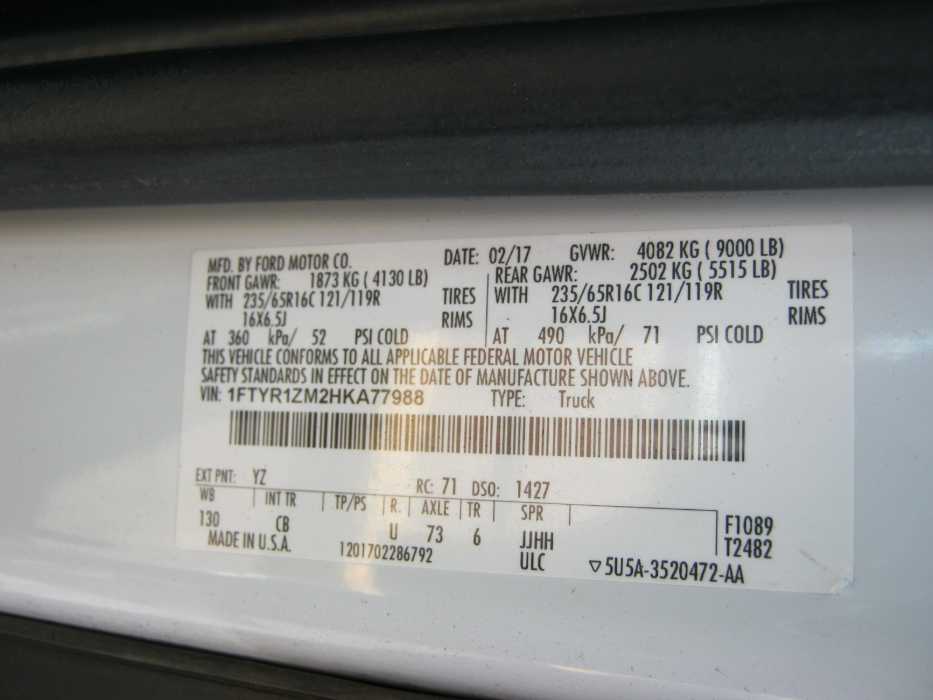 MFD. BY FORD MOTOR CO. DATE: 02/17 GVWR: 4082 KG ( 9000 LB)
FRONT GAWR: 1873 KG ( 4130 LB) REAR GAWR: 2502 KG ( 5515 LB)
WITH 235/65R16C 121/119R TIRES WITH 235/65R16C 121/119R TIRES
16X6.5J RIMS 16X6.5J RIMS
AT 360 kPa/ 52 PSI COLD AT 490 kPa/ 71 PSI COLD
THIS VEHICLE CONFORMS TO ALL APPLICABLE FEDERAL MOTOR VEHICLE
SAFETY STANDARDS IN EFFECT ON THE DATE OF MANUFACTURE SHOWN ABOVE.
VIN: 1FTYR1ZM2HKA77988 TYPE: Truck
EXT PNT: YZ RC: 71 DSO: 1427
WB INT TR TP/PS R. AXLE TR SPR
130 CB U 73 6 JJHH F1089
MADE IN U.S.A. 1201702286792 ULC T2482
▽5U5A-3520472-AA